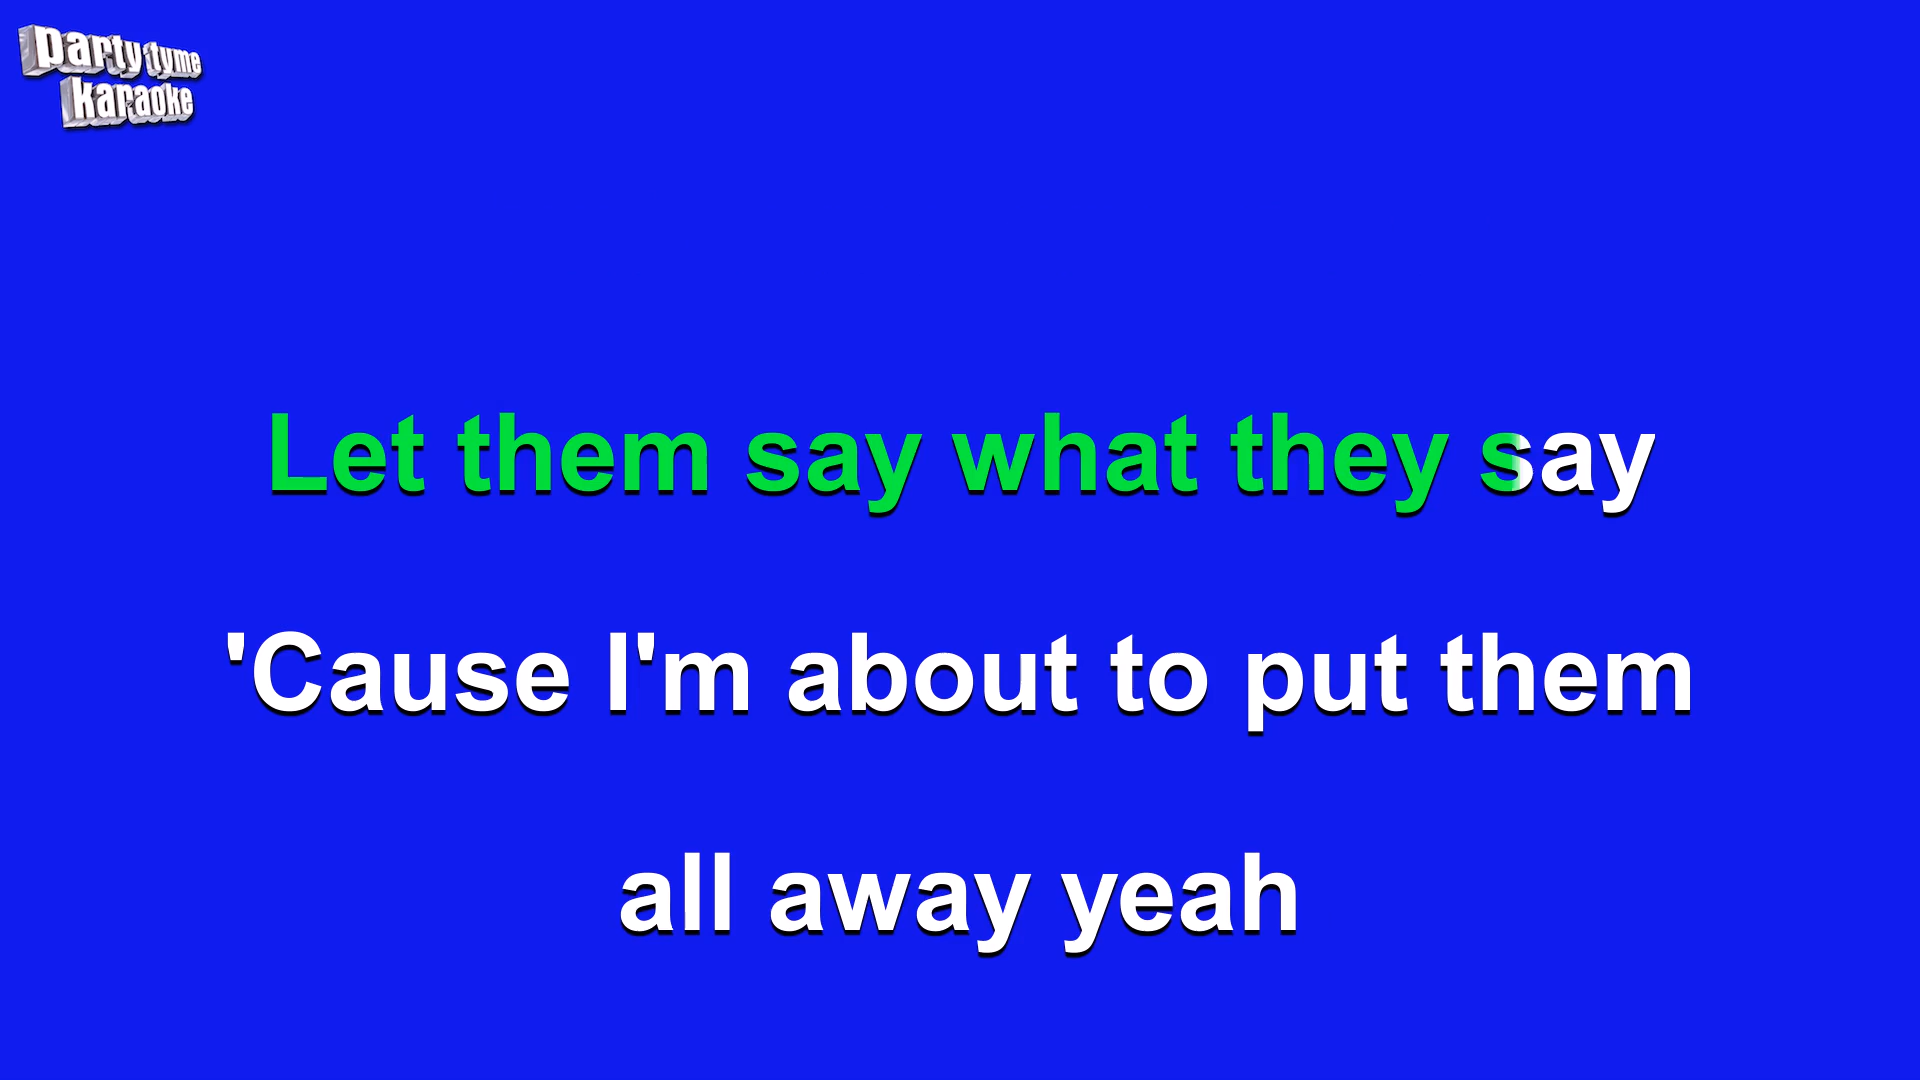 party tyme
karaoke
Let them say what they say
'Cause I'm about to put them
all away yeah